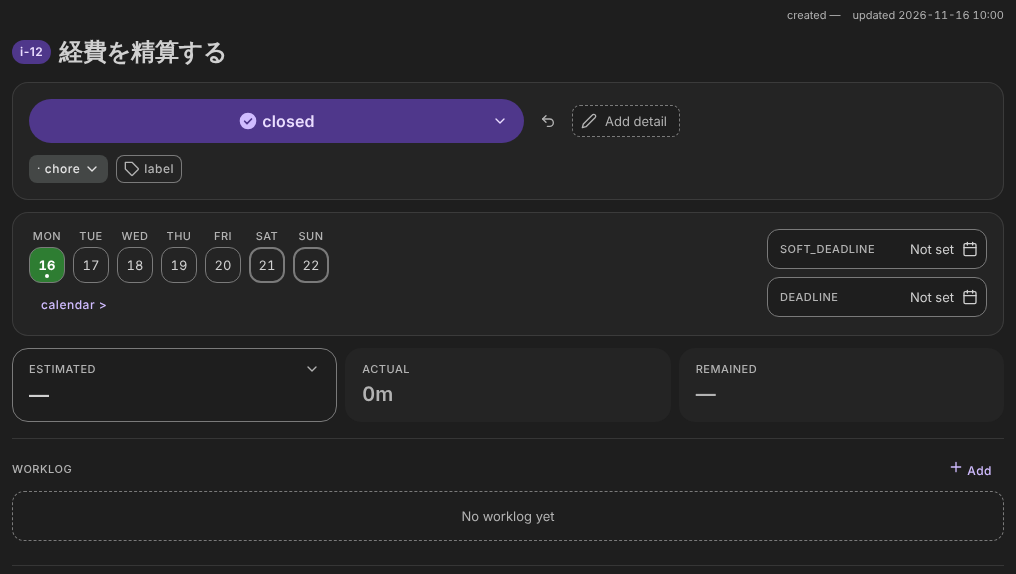 created — updated 2026-11-16 10:00
i-12 経費を精算する
closed Add detail
· chore label
MON TUE WED THU FRI SAT SUN
16 17 18 19 20 21 22
calendar >
SOFT_DEADLINE Not set
DEADLINE Not set
ESTIMATED
—
ACTUAL
0m
REMAINED
—
WORKLOG + Add
No worklog yet